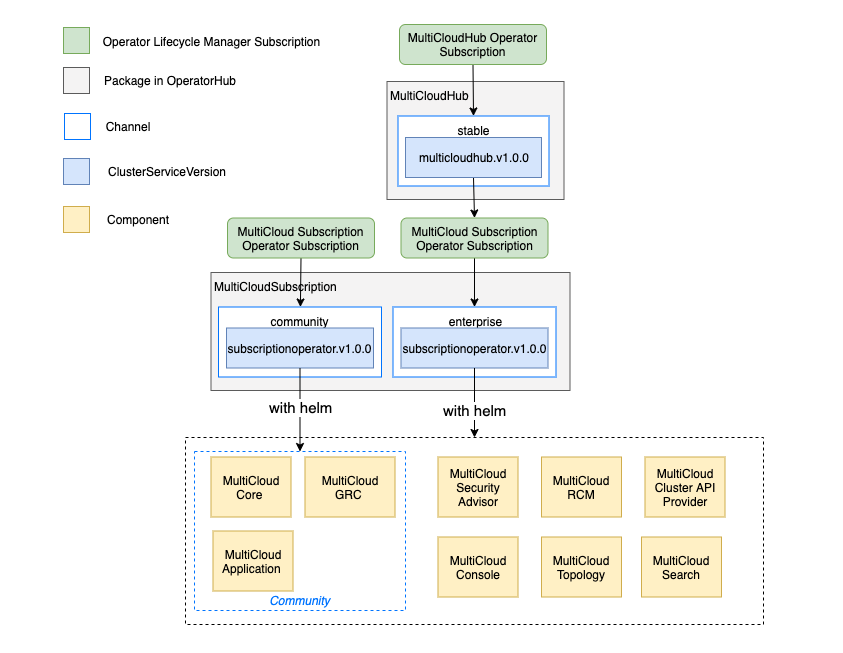 Operator Lifecycle Manager Subscription
Package in OperatorHub
Channel
ClusterServiceVersion
Component
MultiCloudHub Operator
Subscription
MultiCloudHub
stable
multicloudhub.v1.0.0
MultiCloud Subscription
Operator Subscription
MultiCloud Subscription
Operator Subscription
MultiCloudSubscription
community
subscriptionoperator.v1.0.0
enterprise
subscriptionoperator.v1.0.0
with helm
with helm
MultiCloud
Core
MultiCloud
GRC
MultiCloud
Application
Community
MultiCloud
Security
Advisor
MultiCloud
RCM
MultiCloud
Cluster API
Provider
MultiCloud
Console
MultiCloud
Topology
MultiCloud
Search